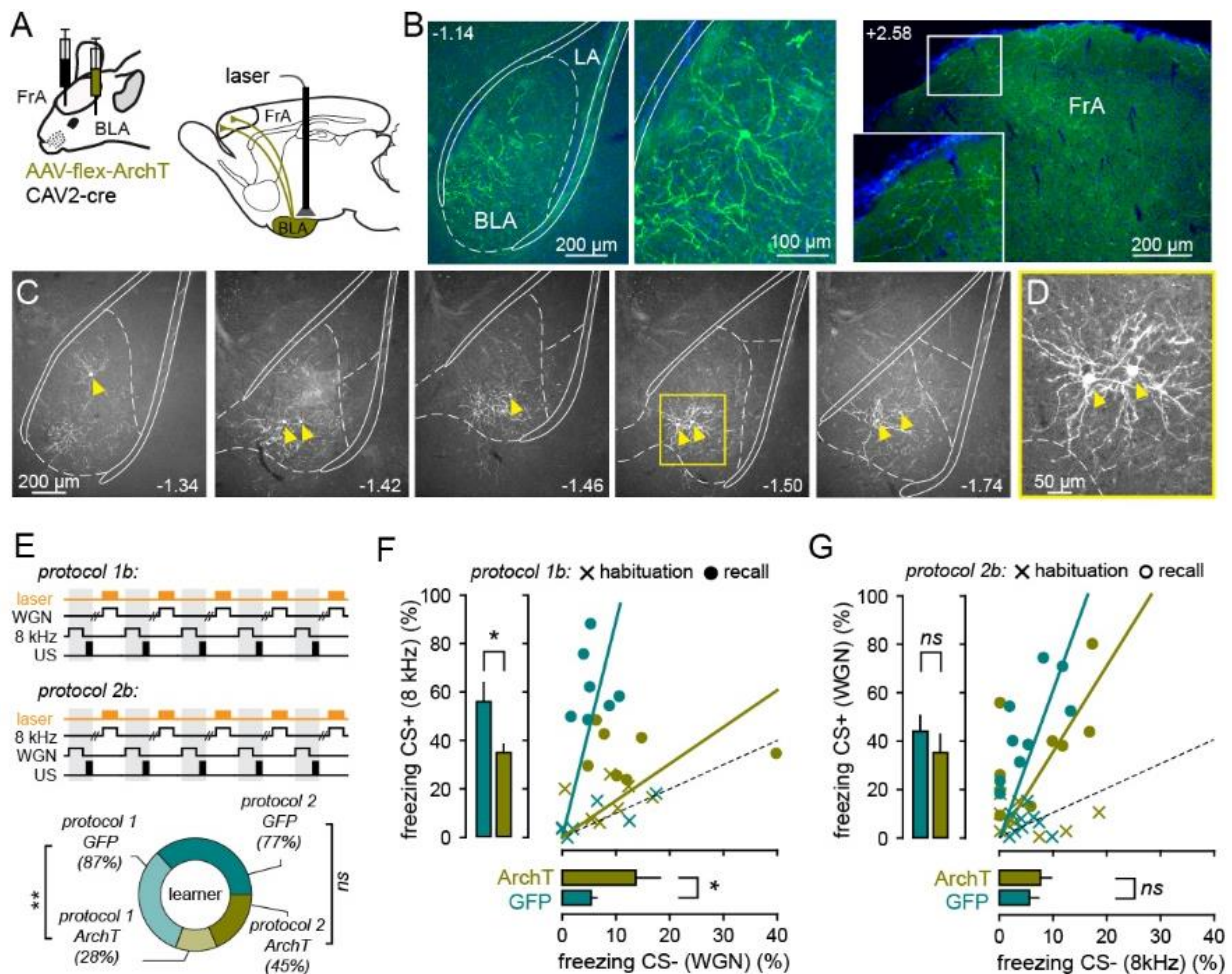 A
FrA
BLA
AAV-flex-ArchT
CAV2-cre
laser
FrA
BLA
B
-1.14
LA
BLA
200 µm
100 µm
+2.58
FrA
200 µm
C
200 µm
-1.34
-1.42
-1.46
-1.50
-1.74
D
50 µm
E
protocol 1b:
laser
WGN
8 kHz
US
protocol 2b:
laser
8 kHz
WGN
US
protocol 1
GFP
(87%)
protocol 2
GFP
(77%)
**
learner
ns
protocol 1
ArchT
(28%)
protocol 2
ArchT
(45%)
F
protocol 1b: × habituation ● recall
freezing CS+ (8 kHz) (%)
100
80
60
40
20
0
*
ArchT
GFP
*
0 10 20 30 40
freezing CS- (WGN) (%)
G
protocol 2b: × habituation ○ recall
freezing CS+ (WGN) (%)
100
80
60
40
20
0
ns
ArchT
GFP
ns
0 10 20 30 40
freezing CS- (8kHz) (%)